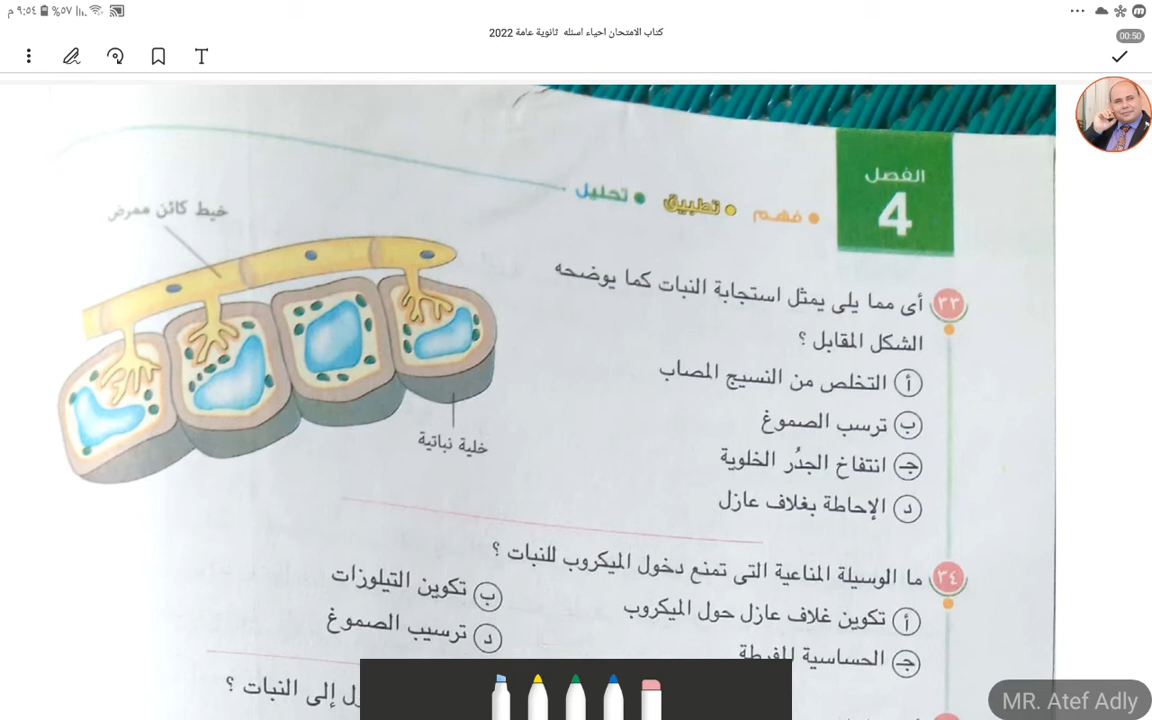 ٩:٥٤ م
٥٧%
كتاب الامتحان احياء اسئله ثانوية عامة 2022
00:50
T
الفصل
4
فهم
تطبيق
تحليل
خيط كائن ممرض
خلية نباتية
٣٣ أى مما يلى يمثل استجابة النبات كما يوضحه
الشكل المقابل ؟
أ التخلص من النسيج المصاب
ب ترسب الصموغ
جـ انتفاخ الجدُر الخلوية
د الإحاطة بغلاف عازل
٣٤ ما الوسيلة المناعية التى تمنع دخول الميكروب للنبات ؟
أ تكوين غلاف عازل حول الميكروب
ب تكوين التيلوزات
جـ الحساسية المفرطة
د ترسيب الصموغ
إلى النبات ؟
MR. Atef Adly